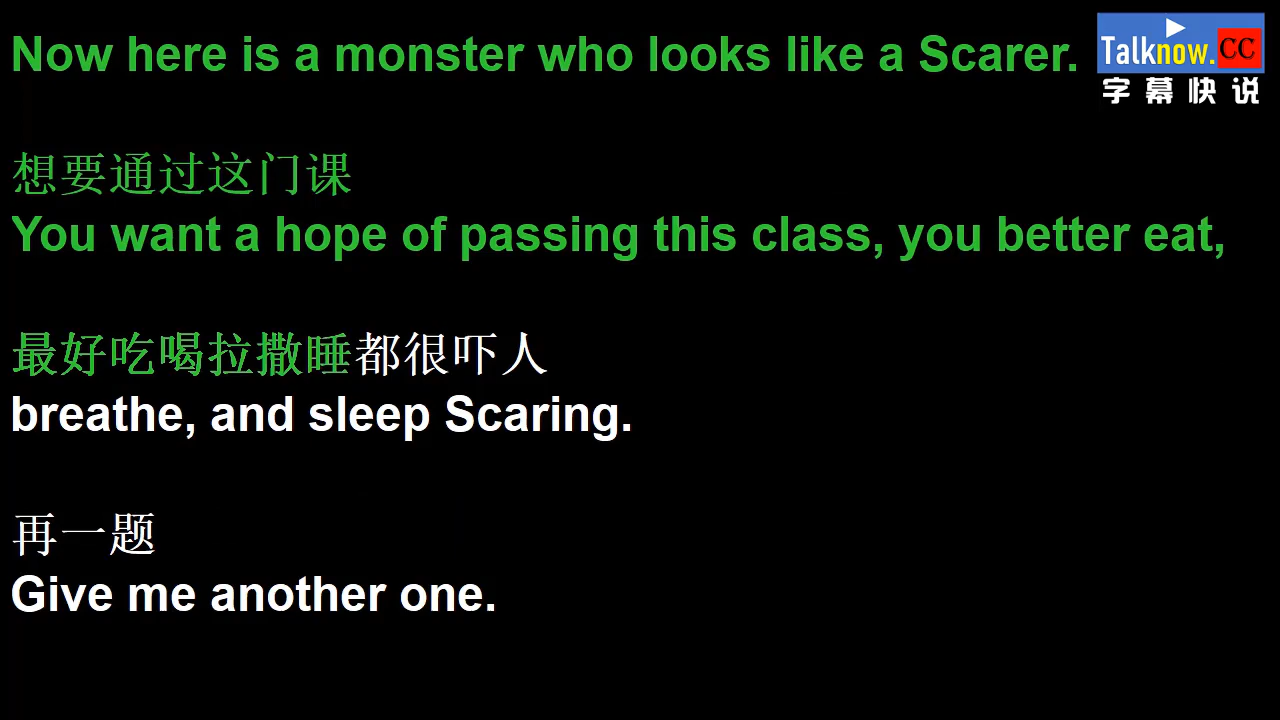 Now here is a monster who looks like a Scarer.
Talknow.CC
字幕快说
想要通过这门课
You want a hope of passing this class, you better eat,
最好吃喝拉撒睡都很吓人
breathe, and sleep Scaring.
再一题
Give me another one.